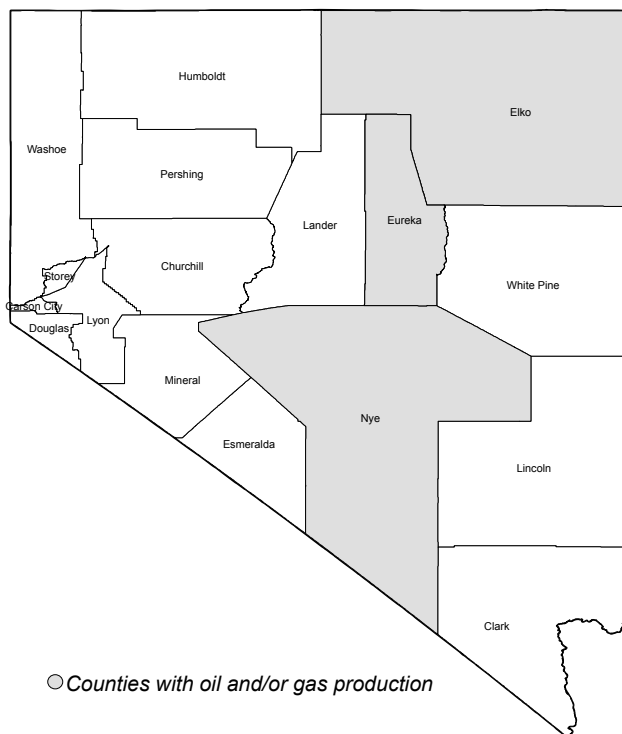 Humboldt
Elko
Washoe
Pershing
Lander
Eureka
Churchill
Storey
White Pine
Carson City
Lyon
Douglas
Mineral
Nye
Esmeralda
Lincoln
Clark
Counties with oil and/or gas production